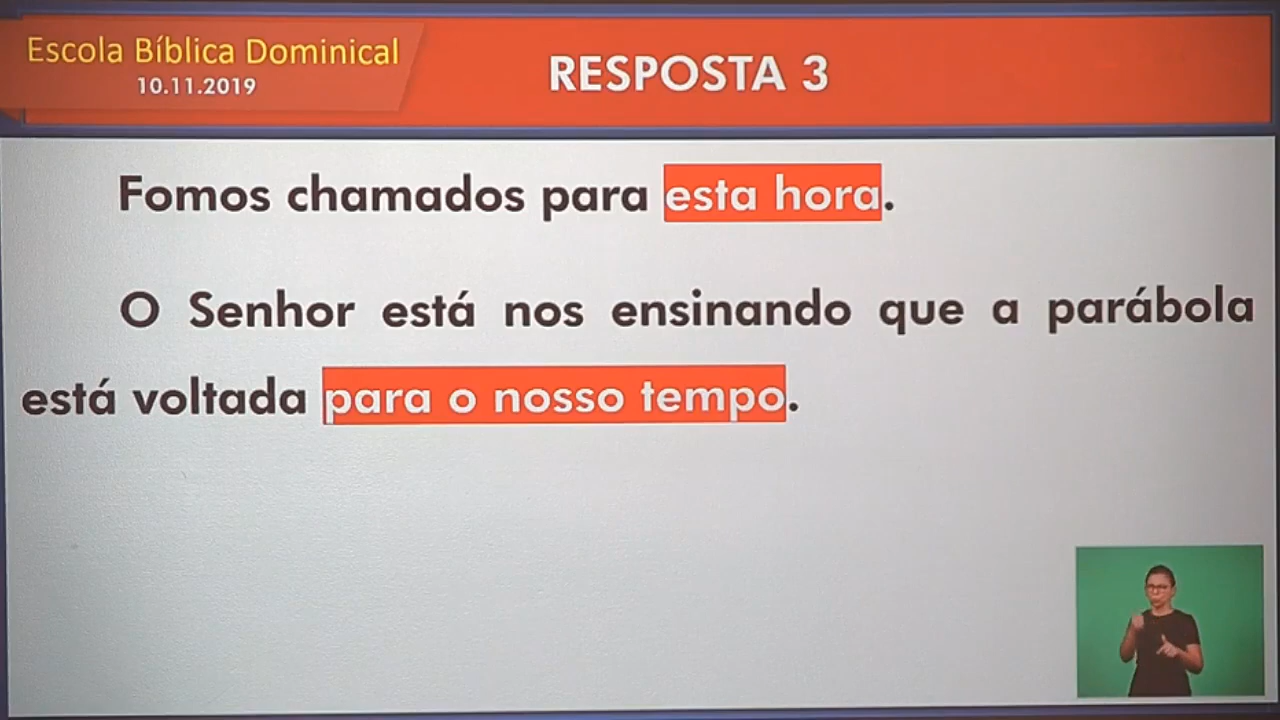 Escola Bíblica Dominical
10.11.2019
RESPOSTA 3
Fomos chamados para esta hora.
O Senhor está nos ensinando que a parábola
está voltada para o nosso tempo.